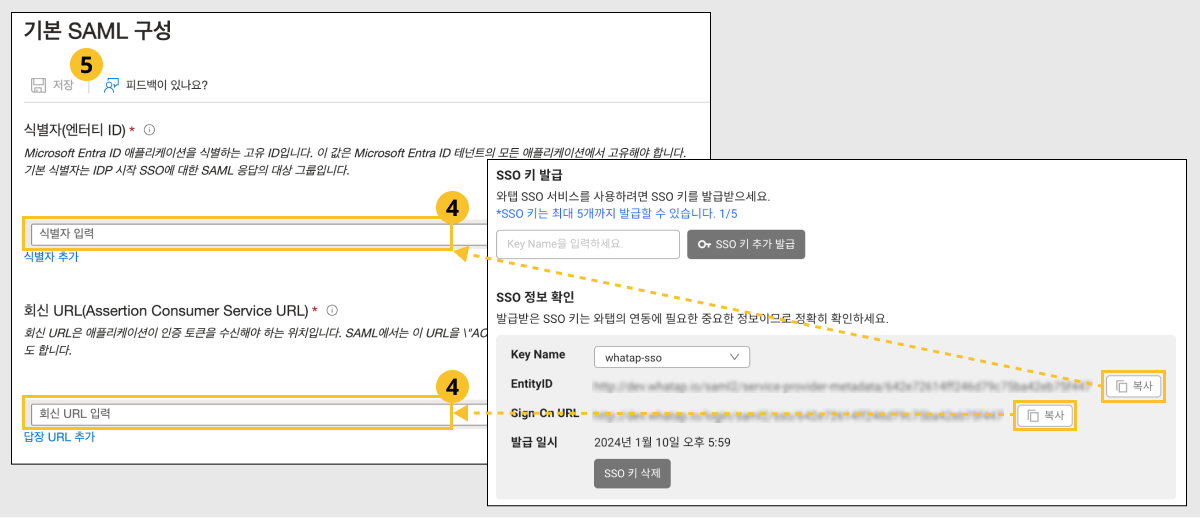 기본 SAML 구성
5
저장
피드백이 있나요?
식별자(엔터티 ID) *
Microsoft Entra ID 애플리케이션을 식별하는 고유 ID입니다. 이 값은 Microsoft Entra ID 테넌트의 모든 애플리케이션에서 고유해야 합니다.
기본 식별자는 IDP 시작 SSO에 대한 SAML 응답의 대상 그룹입니다.
4
식별자 입력
식별자 추가
회신 URL(Assertion Consumer Service URL) *
회신 URL은 애플리케이션이 인증 토큰을 수신해야 하는 위치입니다. SAML에서는 이 URL을 \"AC
도 합니다.
4
회신 URL 입력
답장 URL 추가
SSO 키 발급
와탭 SSO 서비스를 사용하려면 SSO 키를 발급받으세요.
*SSO 키는 최대 5개까지 발급할 수 있습니다. 1/5
Key Name을 입력하세요.
SSO 키 추가 발급
SSO 정보 확인
발급받은 SSO 키는 와탭의 연동에 필요한 중요한 정보이므로 정확히 확인하세요.
Key Name
whatap-sso
EntityID
복사
Sign On URL
복사
발급 일시
2024년 1월 10일 오후 5:59
SSO 키 삭제